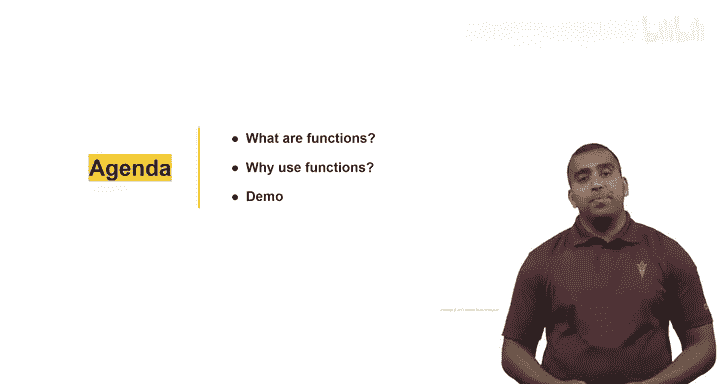 Agenda
● What are functions?
● Why use functions?
● Demo